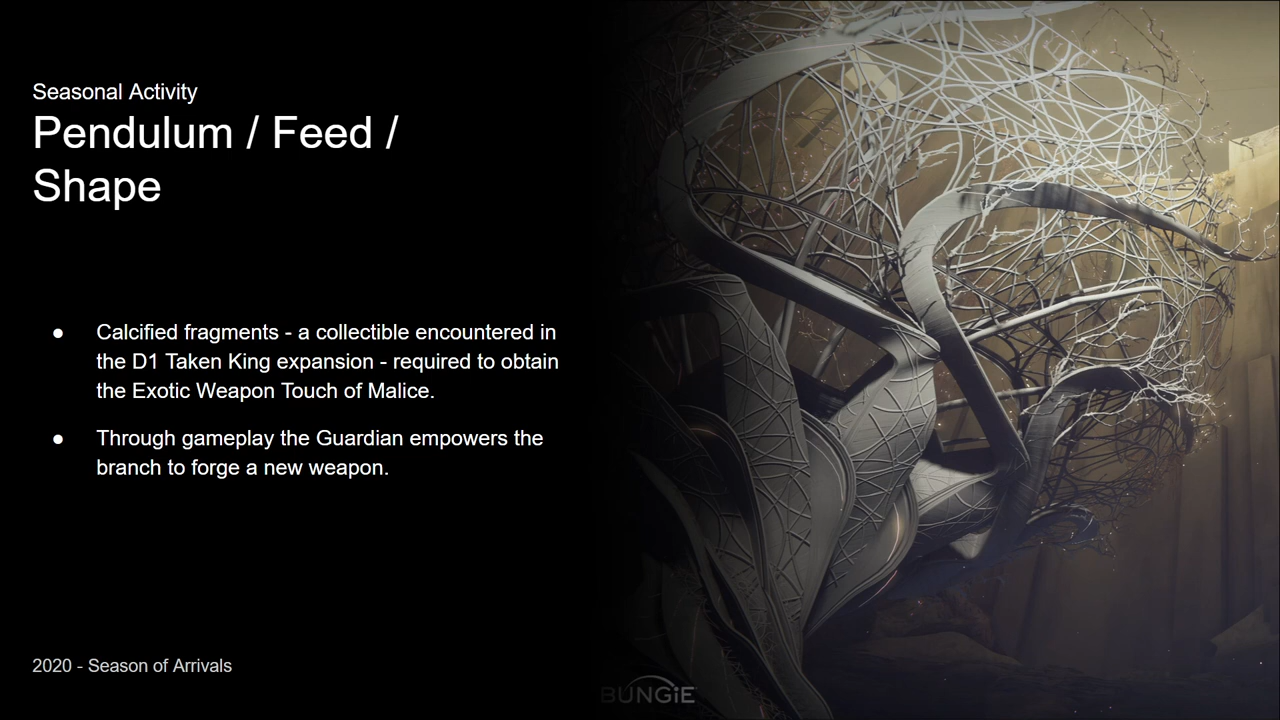 Seasonal Activity
Pendulum / Feed /
Shape
● Calcified fragments - a collectible encountered in
the D1 Taken King expansion - required to obtain
the Exotic Weapon Touch of Malice.
● Through gameplay the Guardian empowers the
branch to forge a new weapon.
2020 - Season of Arrivals
BUNGiE